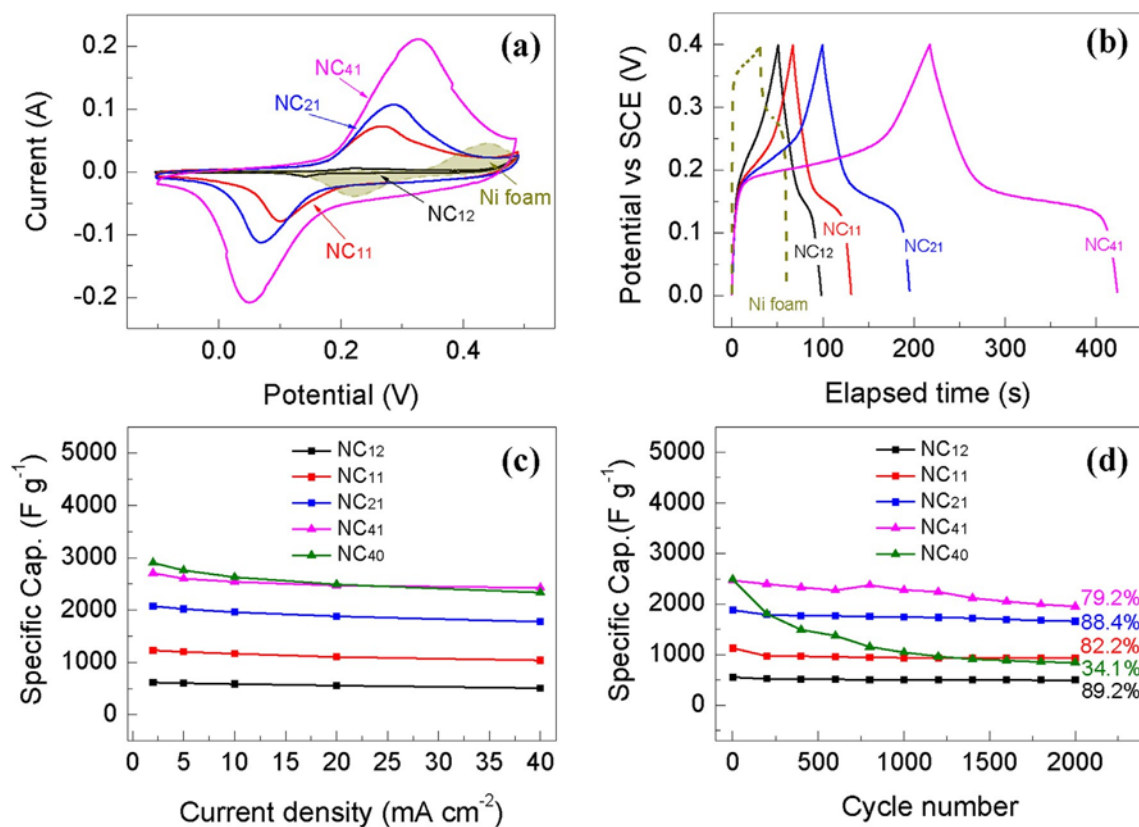 (a)
0.2
0.1
0.0
-0.1
-0.2
Current (A)
NC41
NC21
NC12
NC11
Ni foam
0.0
0.2
0.4
Potential (V)
(b)
0.4
0.3
0.2
0.1
0.0
Potential vs SCE (V)
NC12
NC11
NC21
NC41
Ni foam
0
100
200
300
400
Elapsed time (s)
(c)
5000
4000
3000
2000
1000
0
Specific Cap. (F g-1)
NC12
NC11
NC21
NC41
NC40
0 5 10 15 20 25 30 35 40
Current density (mA cm-2)
(d)
5000
4000
3000
2000
1000
0
Specific Cap.(F g-1)
NC12
NC11
NC21
NC41
NC40
79.2%
88.4%
82.2%
34.1%
89.2%
0
500
1000
1500
2000
Cycle number